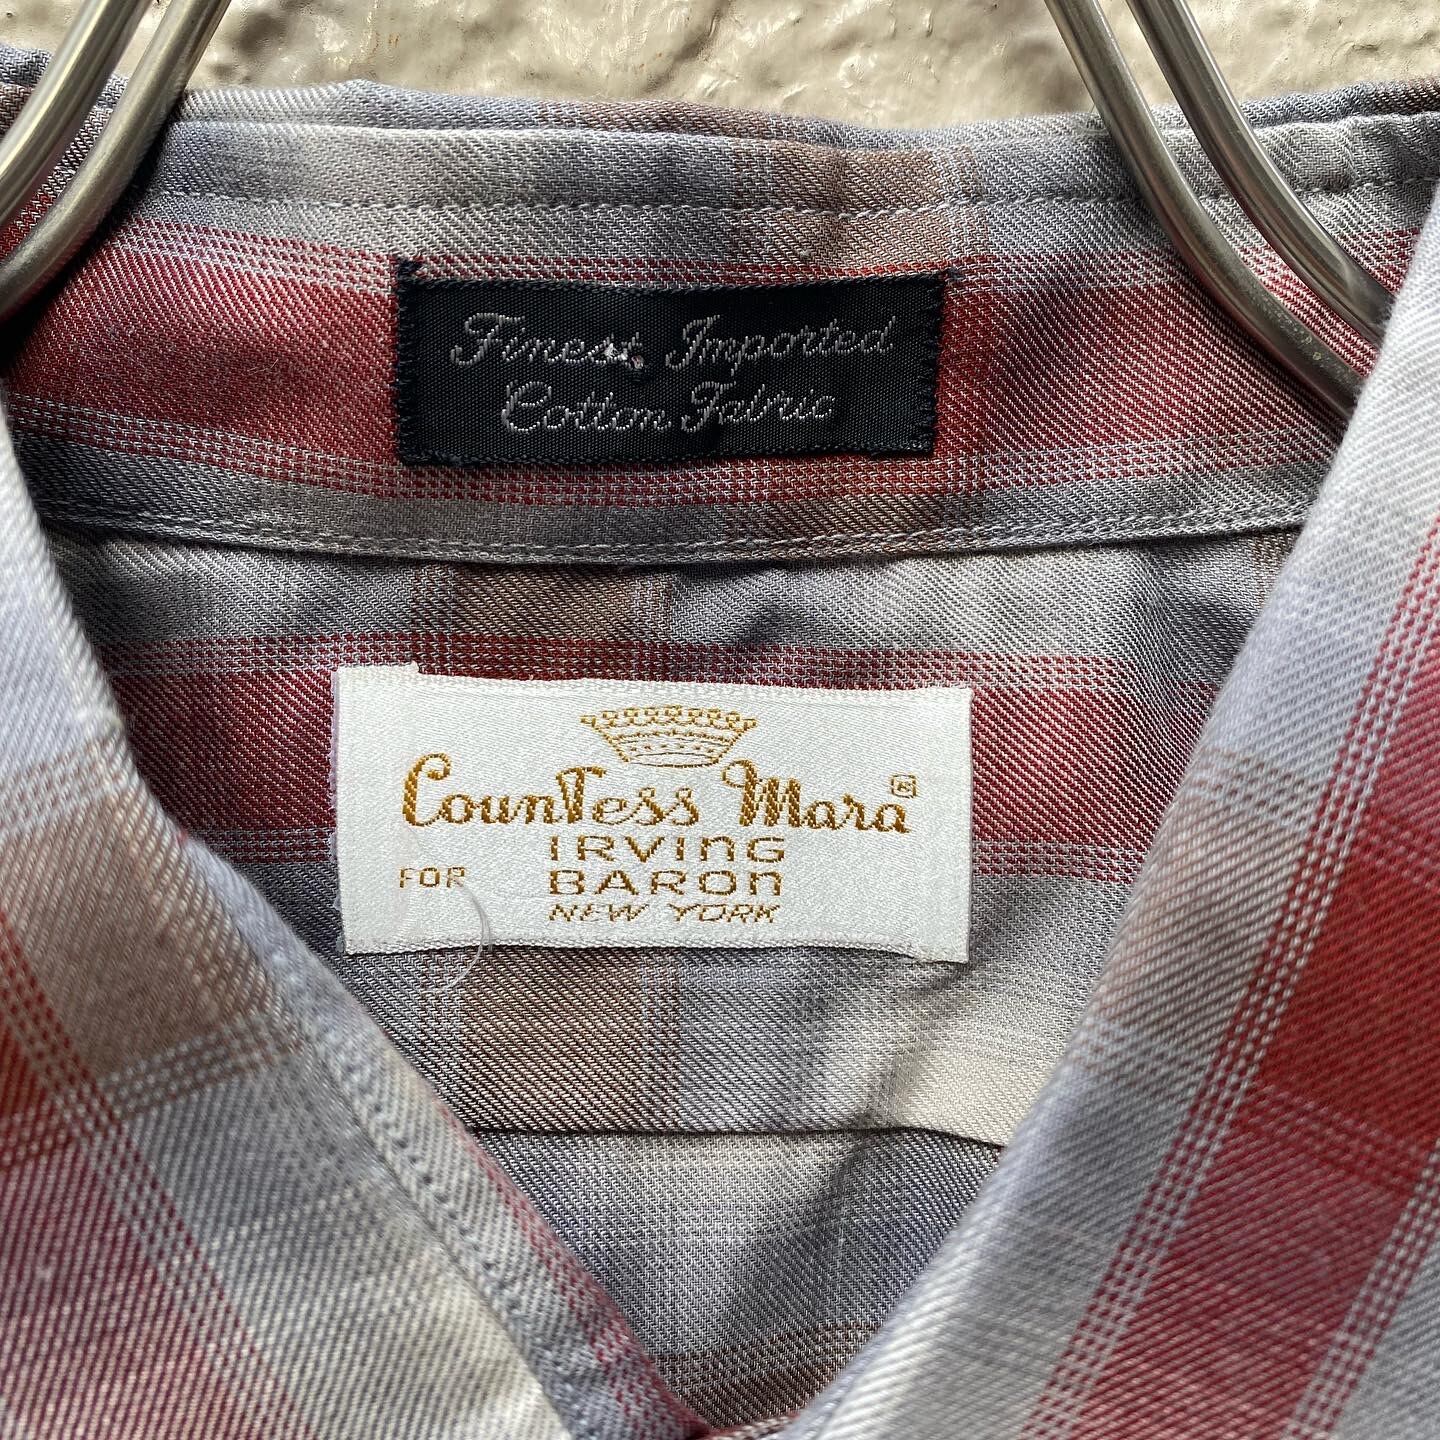 Finest Imported
Cotton Fabric
Countess Mara ®
IRVING
FOR BARON
NEW YORK